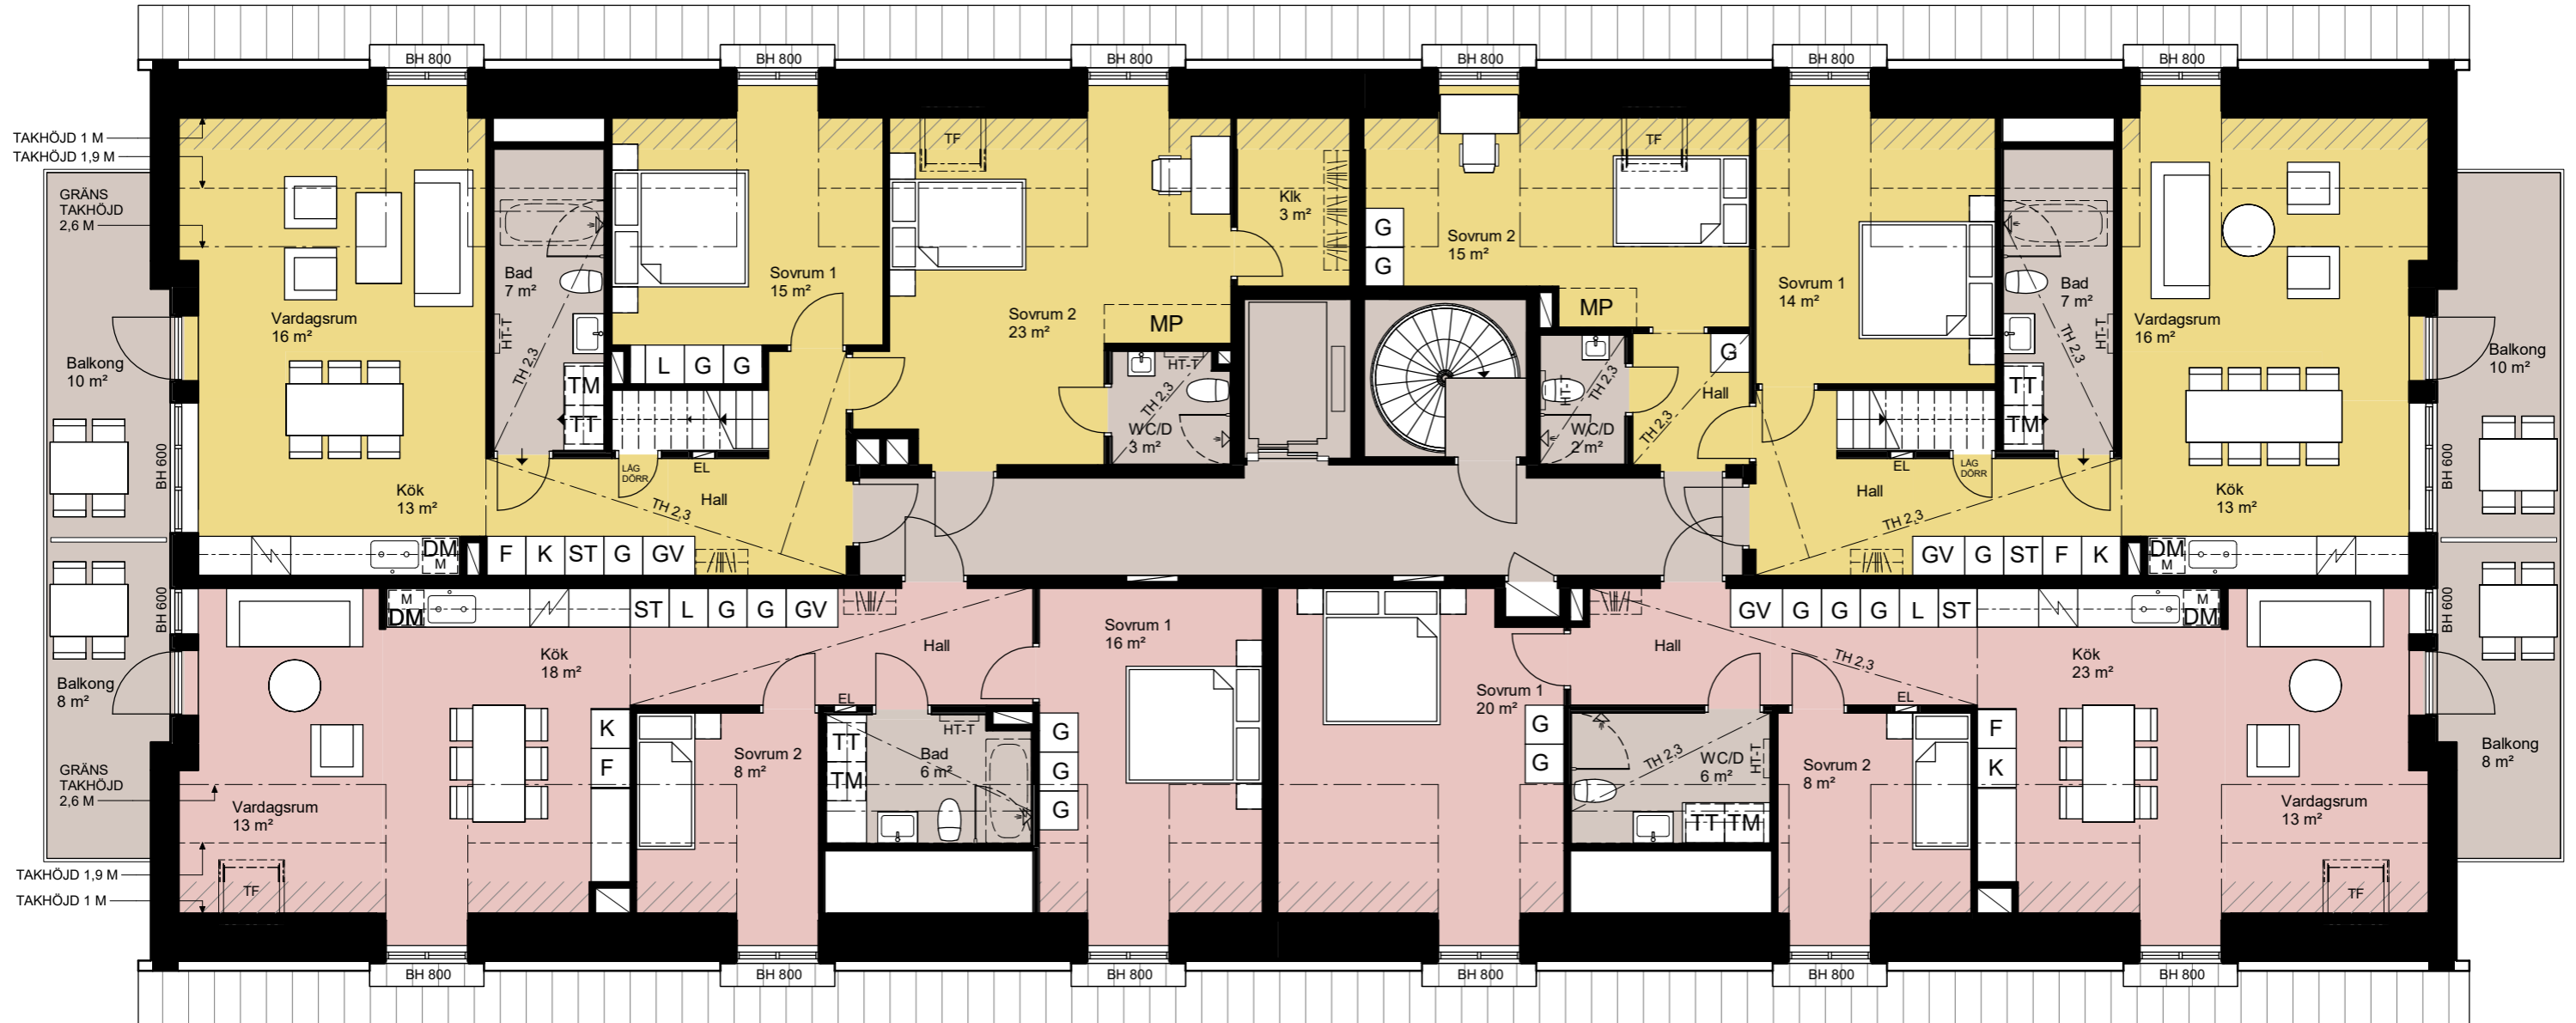 BH 800
BH 800
BH 800
BH 800
BH 800
BH 800
TAKHÖJD 1 M
TAKHÖJD 1,9 M
GRÄNS
TAKHÖJD
2,6 M
Vardagsrum
16 m²
Balkong
10 m²
BH 600
Kök
13 m²
Bad
7 m²
HT-T
TH 2,3
TM
TT
Sovrum 1
15 m²
L
G
G
LÅG
DÖRR
EL
Hall
TH 2,3
DM
M
F
K
ST
G
GV
TF
Sovrum 2
23 m²
MP
Klk
3 m²
HT-T
TH 2,3
WC/D
3 m²
TF
G
G
Sovrum 2
15 m²
MP
HT-T
TH 2,3
WC/D
2 m²
G
Hall
TH 2,3
Sovrum 1
14 m²
EL
LÅG
DÖRR
Hall
TH 2,3
Bad
7 m²
HT-T
TH 2,3
TT
TM
Vardagsrum
16 m²
Balkong
10 m²
BH 600
Kök
13 m²
GV
G
ST
F
K
DM
M
BH 600
Balkong
8 m²
GRÄNS
TAKHÖJD
2,6 M
Vardagsrum
13 m²
TAKHÖJD 1,9 M
TAKHÖJD 1 M
TF
M
DM
ST
L
G
G
GV
Kök
18 m²
K
F
Hall
EL
Sovrum 2
8 m²
TT
TM
Bad
6 m²
HT-T
Sovrum 1
16 m²
G
G
G
Sovrum 1
20 m²
G
G
Hall
TH 2,3
GV
G
G
G
L
ST
M
DM
TH 2,3
WC/D
6 m²
HT-T
TT
TM
EL
Sovrum 2
8 m²
Kök
23 m²
F
K
Vardagsrum
13 m²
TF
BH 600
Balkong
8 m²
BH 800
BH 800
BH 800
BH 800
BH 800
BH 800